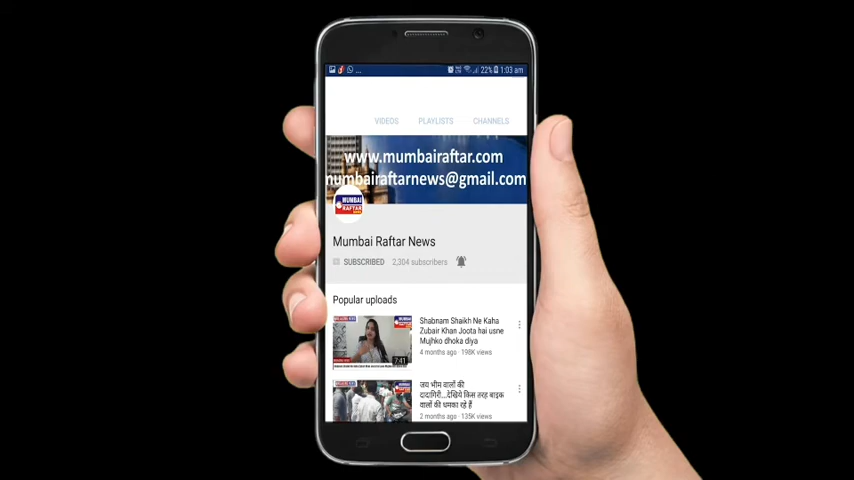 ... 22% 1:03 am
VIDEOS PLAYLISTS CHANNELS
www.mumbairaftar.com
mumbairaftarnews@gmail.com
MUMBAI
RAFTAR
Mumbai Raftar News
SUBSCRIBED 2,304 subscribers
Popular uploads
Shabnam Shaikh Ne Kaha
Zubair Khan Joota hai usne
Mujhko dhoka diya
4 months ago · 198K views
7:41
जय भीम वालों की
दादागिरी...देखिये किस तरह बाइक
वालों की धमका रहे हैं
2 months ago · 135K views